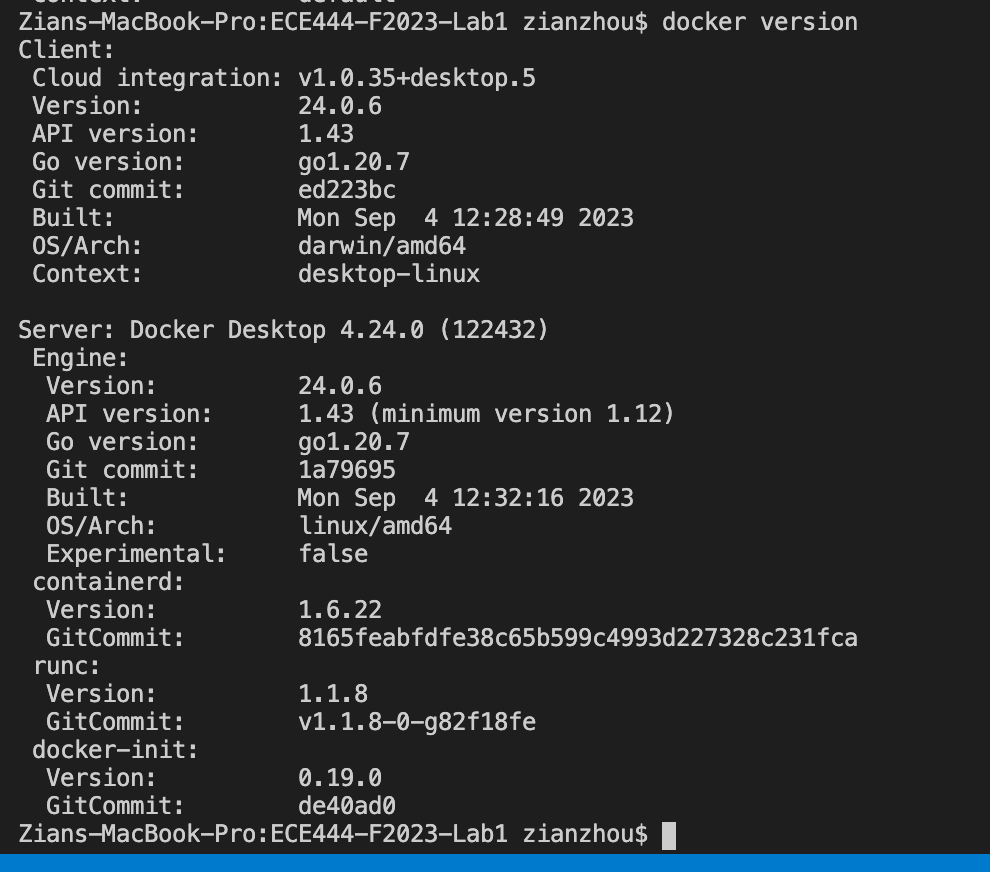 Zians-MacBook-Pro:ECE444-F2023-Lab1 zianzhou$ docker version
Client:
 Cloud integration: v1.0.35+desktop.5
 Version:           24.0.6
 API version:       1.43
 Go version:        go1.20.7
 Git commit:        ed223bc
 Built:             Mon Sep  4 12:28:49 2023
 OS/Arch:           darwin/amd64
 Context:           desktop-linux

Server: Docker Desktop 4.24.0 (122432)
 Engine:
  Version:          24.0.6
  API version:      1.43 (minimum version 1.12)
  Go version:       go1.20.7
  Git commit:       1a79695
  Built:            Mon Sep  4 12:32:16 2023
  OS/Arch:          linux/amd64
  Experimental:     false
 containerd:
  Version:          1.6.22
  GitCommit:        8165feabfdfe38c65b599c4993d227328c231fca
 runc:
  Version:          1.1.8
  GitCommit:        v1.1.8-0-g82f18fe
 docker-init:
  Version:          0.19.0
  GitCommit:        de40ad0
Zians-MacBook-Pro:ECE444-F2023-Lab1 zianzhou$